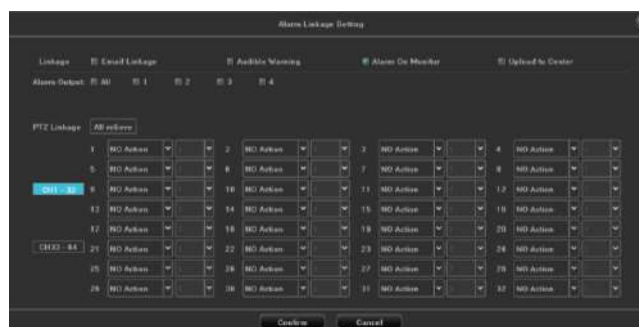 Alarm Linkage Setting
Linkage Email Linkage Audible Warning Alarm On Monitor Upload to Center
Alarm Output All 1 2 3 4
PTZ Linkage All relieve
1 NO Action 2 NO Action 3 NO Action 4 NO Action
5 NO Action 6 NO Action 7 NO Action 8 NO Action
CH1 - 32 9 NO Action 10 NO Action 11 NO Action 12 NO Action
13 NO Action 14 NO Action 15 NO Action 16 NO Action
17 NO Action 18 NO Action 19 NO Action 20 NO Action
CH33 - 64 21 NO Action 22 NO Action 23 NO Action 24 NO Action
25 NO Action 26 NO Action 27 NO Action 28 NO Action
29 NO Action 30 NO Action 31 NO Action 32 NO Action
Confirm Cancel